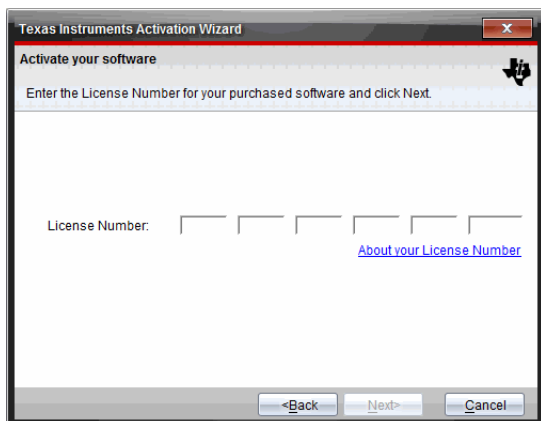 Texas Instruments Activation Wizard
Activate your software
Enter the License Number for your purchased software and click Next.
License Number:
About your License Number
<Back Next> Cancel